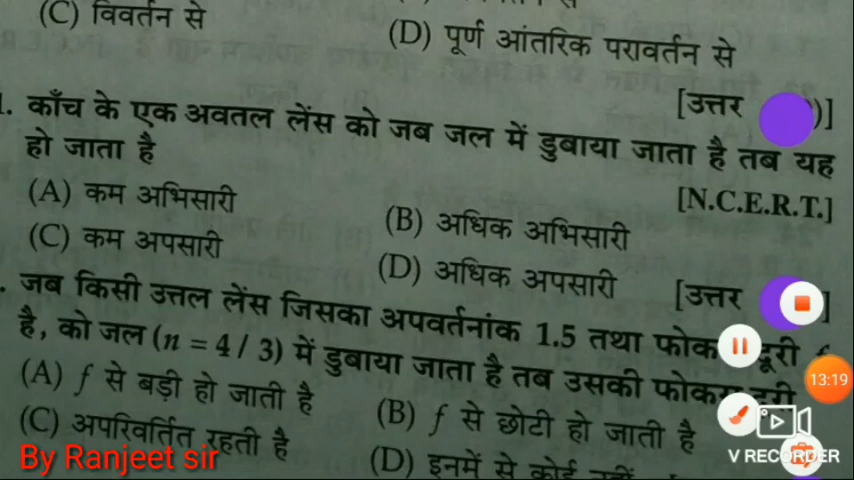 (C) विवर्तन से
(D) पूर्ण आंतरिक परावर्तन से
[उत्तर )]
. काँच के एक अवतल लेंस को जब जल में डुबाया जाता है तब यह
हो जाता है
[N.C.E.R.T.]
(A) कम अभिसारी
(B) अधिक अभिसारी
(C) कम अपसारी
(D) अधिक अपसारी
[उत्तर ]
. जब किसी उत्तल लेंस जिसका अपवर्तनांक 1.5 तथा फोकस दूरी f
है, को जल (n = 4 / 3) में डुबाया जाता है तब उसकी फोकस दूरी
(A) f से बड़ी हो जाती है
(B) f से छोटी हो जाती है
(C) अपरिवर्तित रहती है
(D) इनमें से कोई नहीं
By Ranjeet sir
13:19
V RECORDER